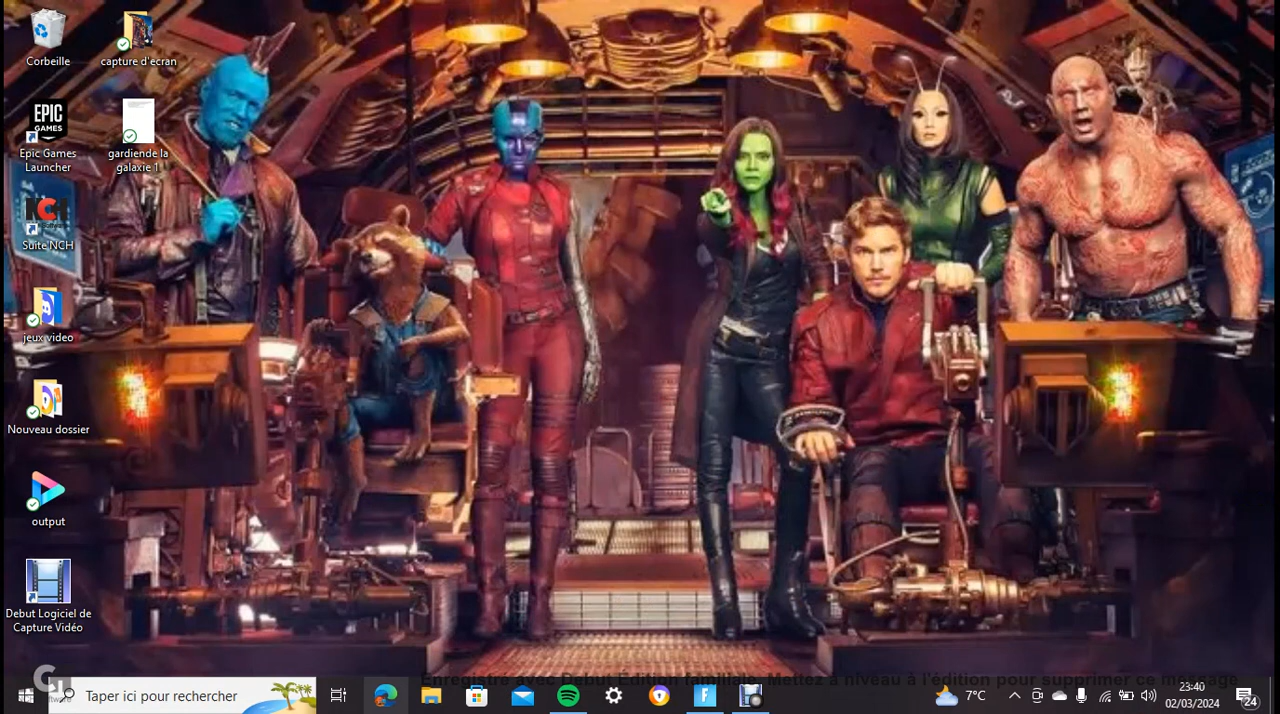 Corbeille
capture d'ecran
EPIC
GAMES
Epic Games
Launcher
gardiende la
galaxie 1
NCH
Suite NCH
jeux video
Nouveau dossier
output
Debut Logiciel de
Capture Vidéo
Enregistré avec Debut Édition familiale. Mettez à niveau à l'édition pour supprimer ce message
Taper ici pour rechercher
F
7°C
23:40
02/03/2024
24